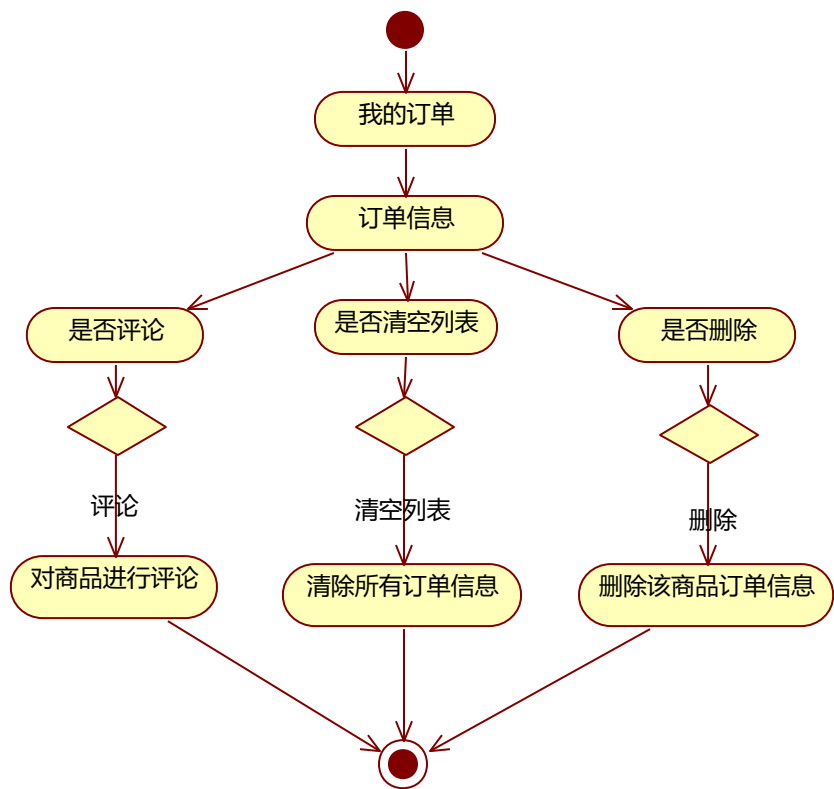 我的订单
订单信息
是否评论
是否清空列表
是否删除
评论
清空列表
删除
对商品进行评论
清除所有订单信息
删除该商品订单信息